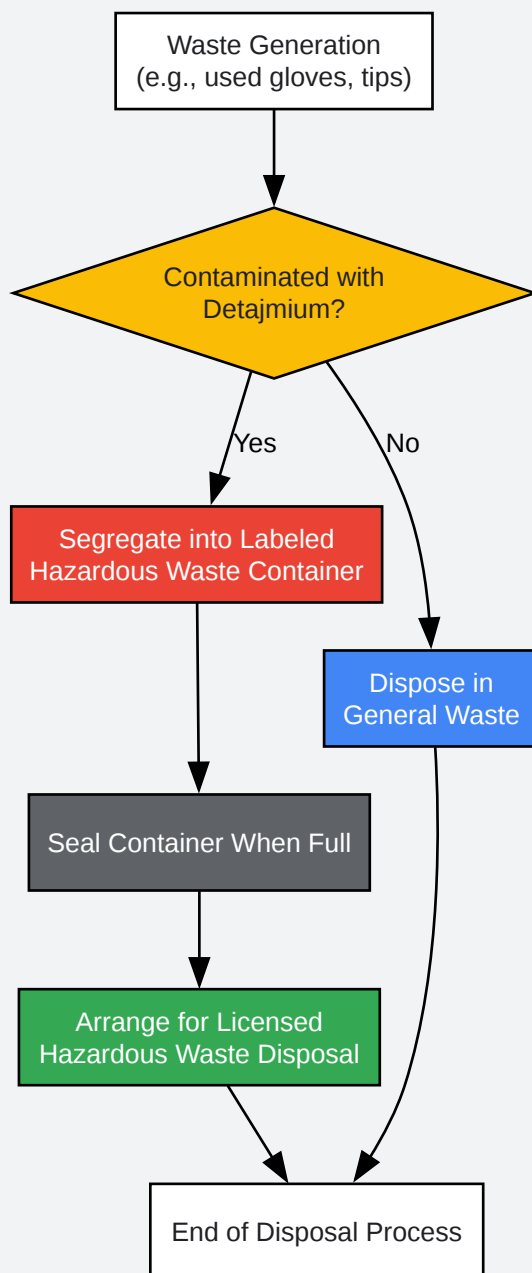 Waste Generation
(e.g., used gloves, tips)
Contaminated with
Detajmium?
Yes
No
Segregate into Labeled
Hazardous Waste Container
Dispose in
General Waste
Seal Container When Full
Arrange for Licensed
Hazardous Waste Disposal
End of Disposal Process